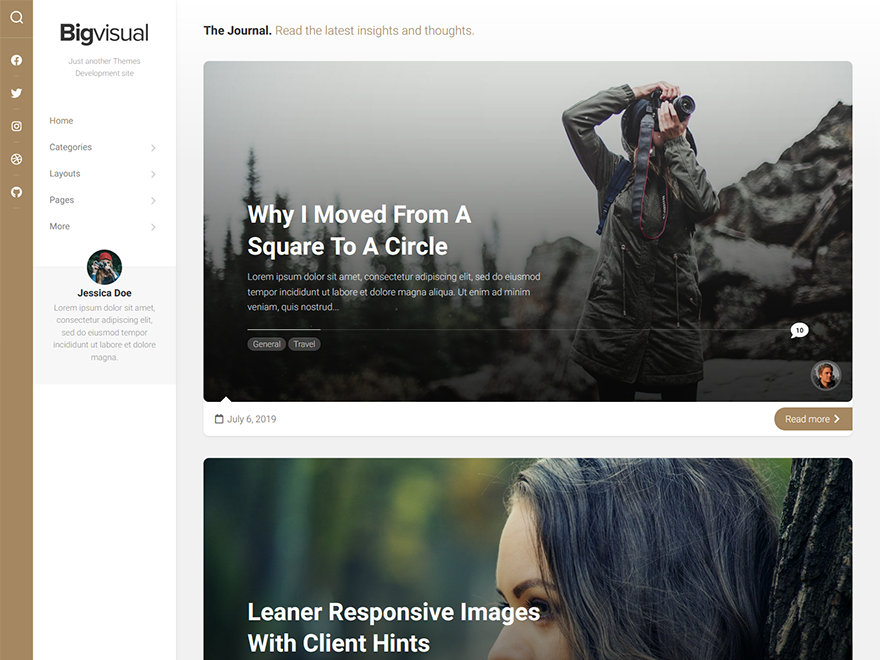 Bigvisual
Just another Themes
Development site
Home
Categories
Layouts
Pages
More
Jessica Doe
Lorem ipsum dolor sit amet,
consectetur adipiscing elit,
sed do eiusmod tempor
incididunt ut labore et dolore
magna.
The Journal. Read the latest insights and thoughts.
Why I Moved From A
Square To A Circle
Lorem ipsum dolor sit amet, consectetur adipiscing elit, sed do eiusmod
tempor incididunt ut labore et dolore magna aliqua. Ut enim ad minim
veniam, quis nostrud...
10
General Travel
July 6, 2019
Read more
Leaner Responsive Images
With Client Hints